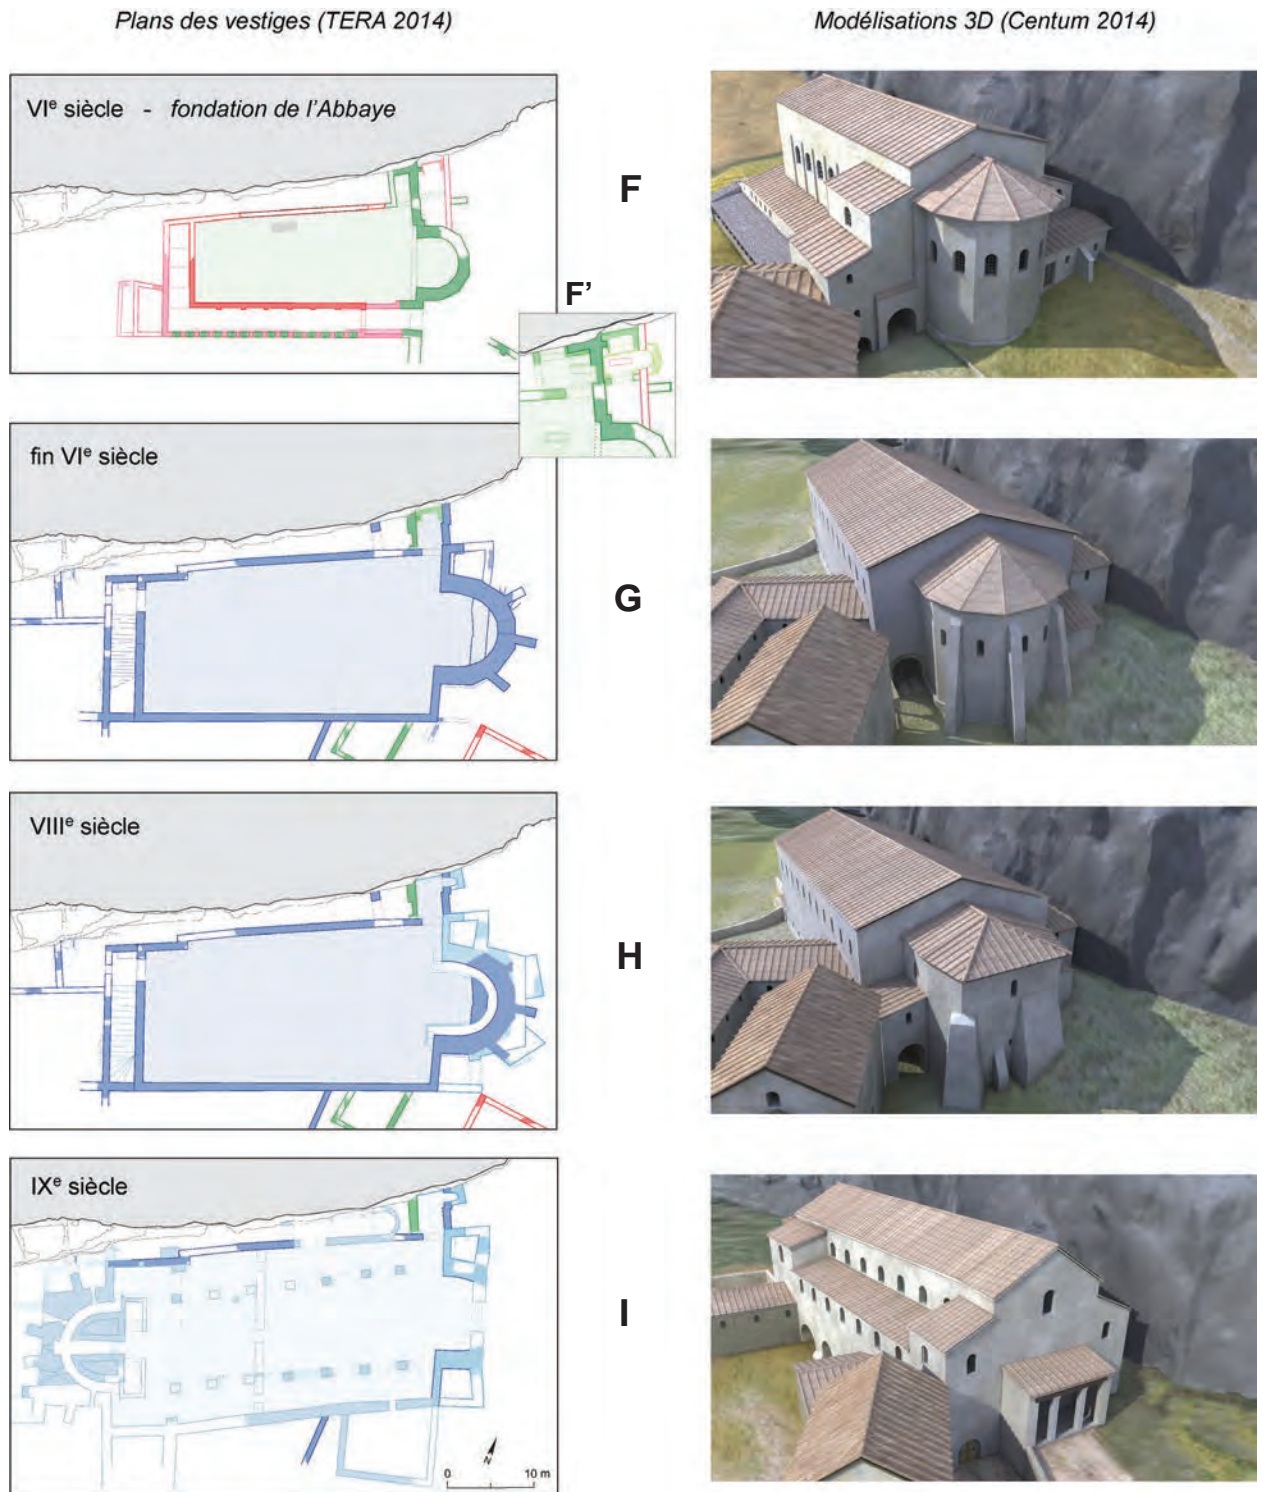 Plans des vestiges (TERA 2014)
Modélisations 3D (Centum 2014)
VIe siècle - fondation de l'Abbaye
F
F'
fin VIe siècle
G
VIIIe siècle
H
IXe siècle
I
N
0 10 m